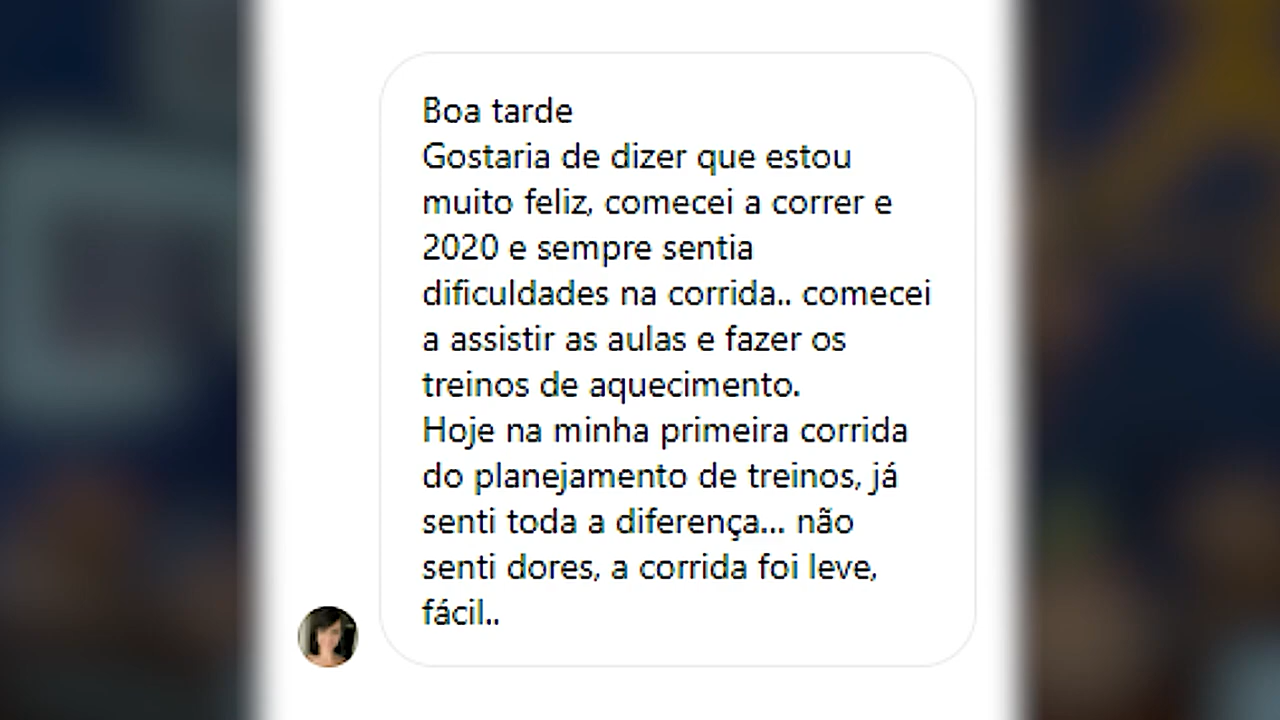 Boa tarde
Gostaria de dizer que estou
muito feliz, comecei a correr e
2020 e sempre sentia
dificuldades na corrida.. comecei
a assistir as aulas e fazer os
treinos de aquecimento.
Hoje na minha primeira corrida
do planejamento de treinos, já
senti toda a diferença... não
senti dores, a corrida foi leve,
fácil..